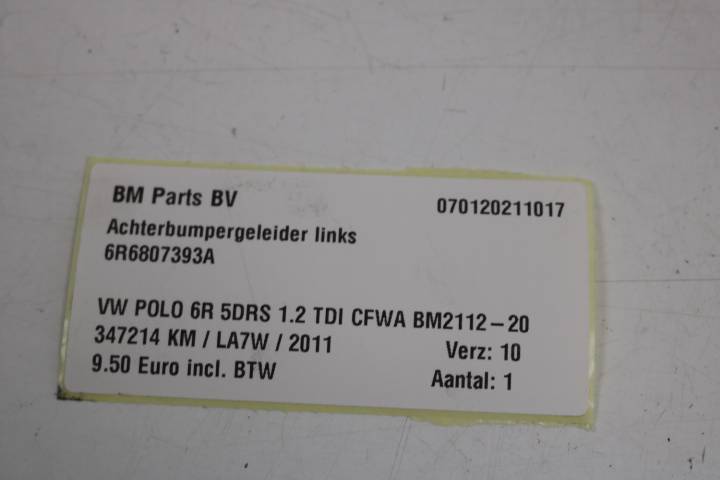 BM Parts BV 070120211017
Achterbumpergeleider links
6R6807393A
VW POLO 6R 5DRS 1.2 TDI CFWA BM2112-20
347214 KM / LA7W / 2011 Verz: 10
9.50 Euro incl. BTW Aantal: 1